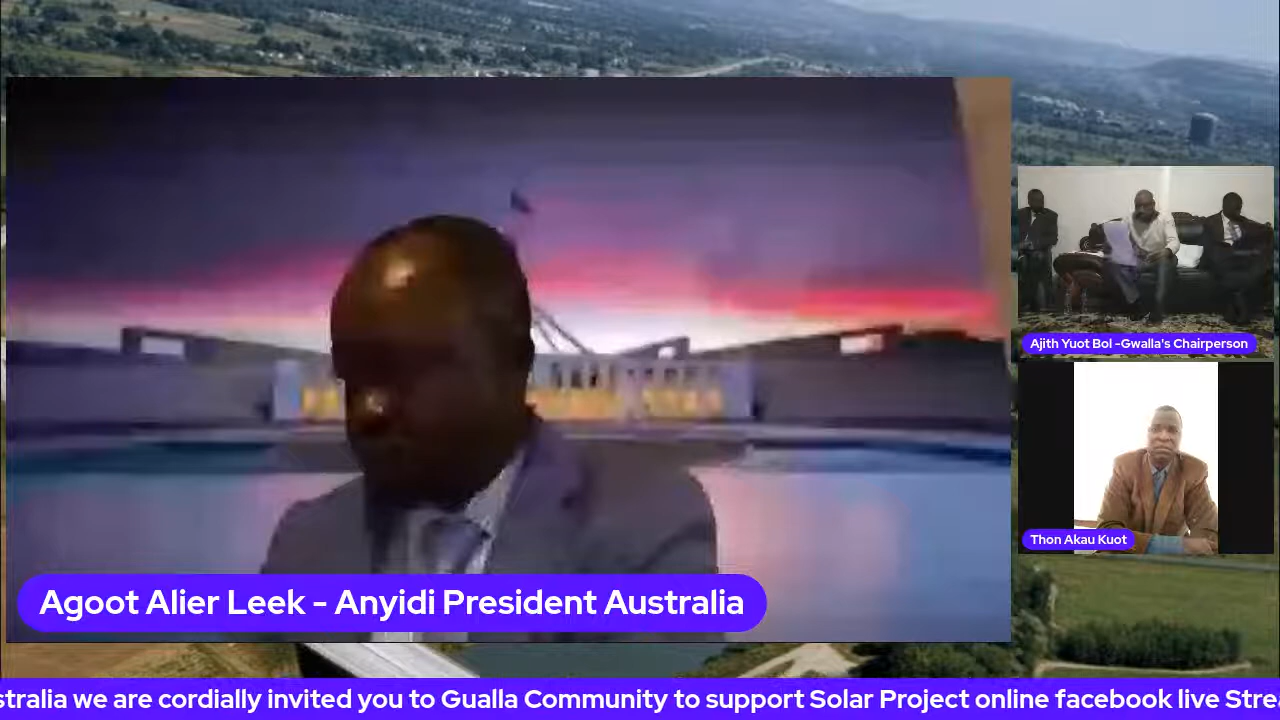 Ajith Yuot Bol -Gwalla's Chairperson
Thon Akau Kuot
Agoot Alier Leek - Anyidi President Australia
stralia we are cordially invited you to Gualla Community to support Solar Project online facebook live Stre